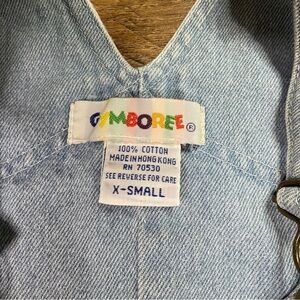 GYMBOREE®
100% COTTON
MADE IN HONG KONG
RN 70530
SEE REVERSE FOR CARE
X-SMALL